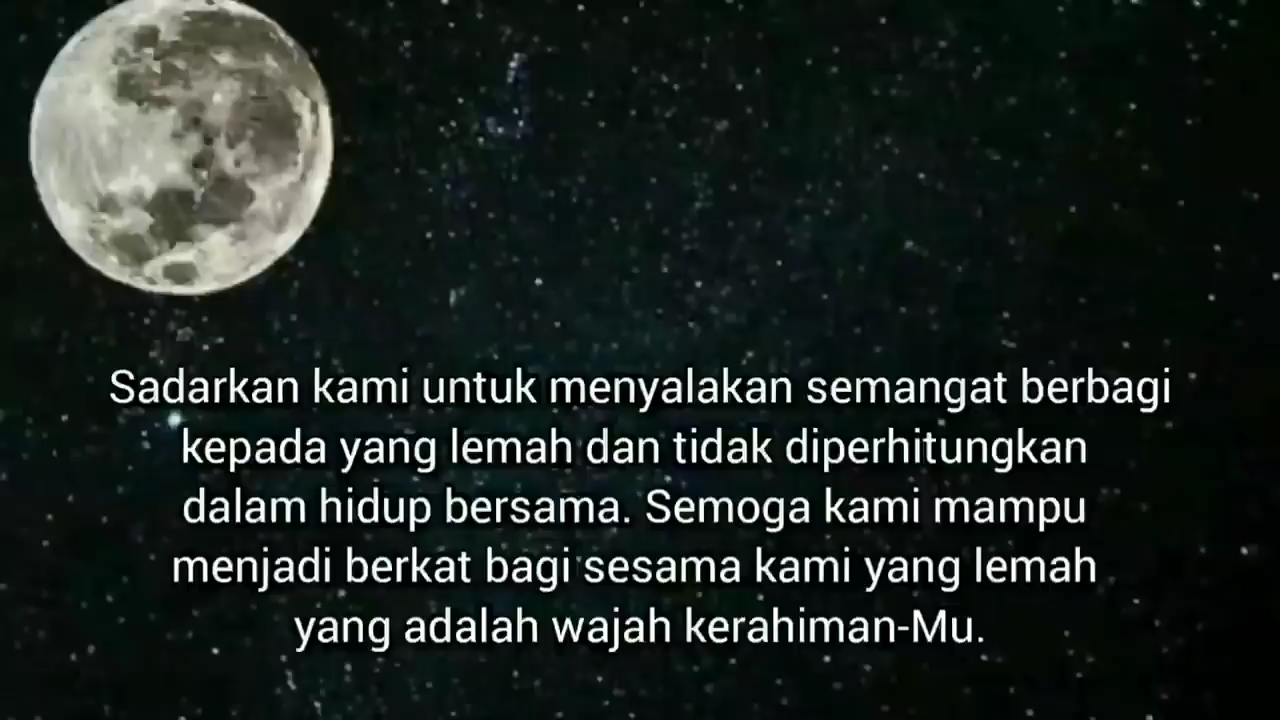 Sadarkan kami untuk menyalakan semangat berbagi
kepada yang lemah dan tidak diperhitungkan
dalam hidup bersama. Semoga kami mampu
menjadi berkat bagi sesama kami yang lemah
yang adalah wajah kerahiman-Mu.